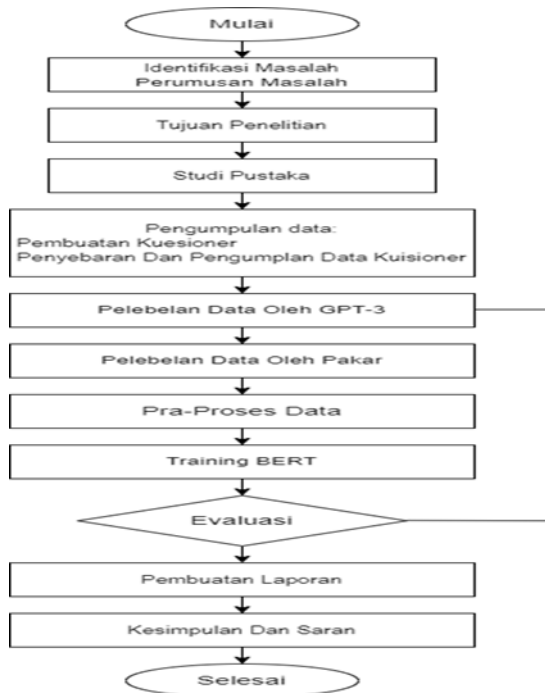 Mulai
Identifikasi Masalah
Perumusan Masalah
Tujuan Penelitian
Studi Pustaka
Pengumpulan data:
Pembuatan Kuesioner
Penyebaran Dan Pengumplan Data Kuisioner
Pelebelan Data Oleh GPT-3
Pelebelan Data Oleh Pakar
Pra-Proses Data
Training BERT
Evaluasi
Pembuatan Laporan
Kesimpulan Dan Saran
Selesai